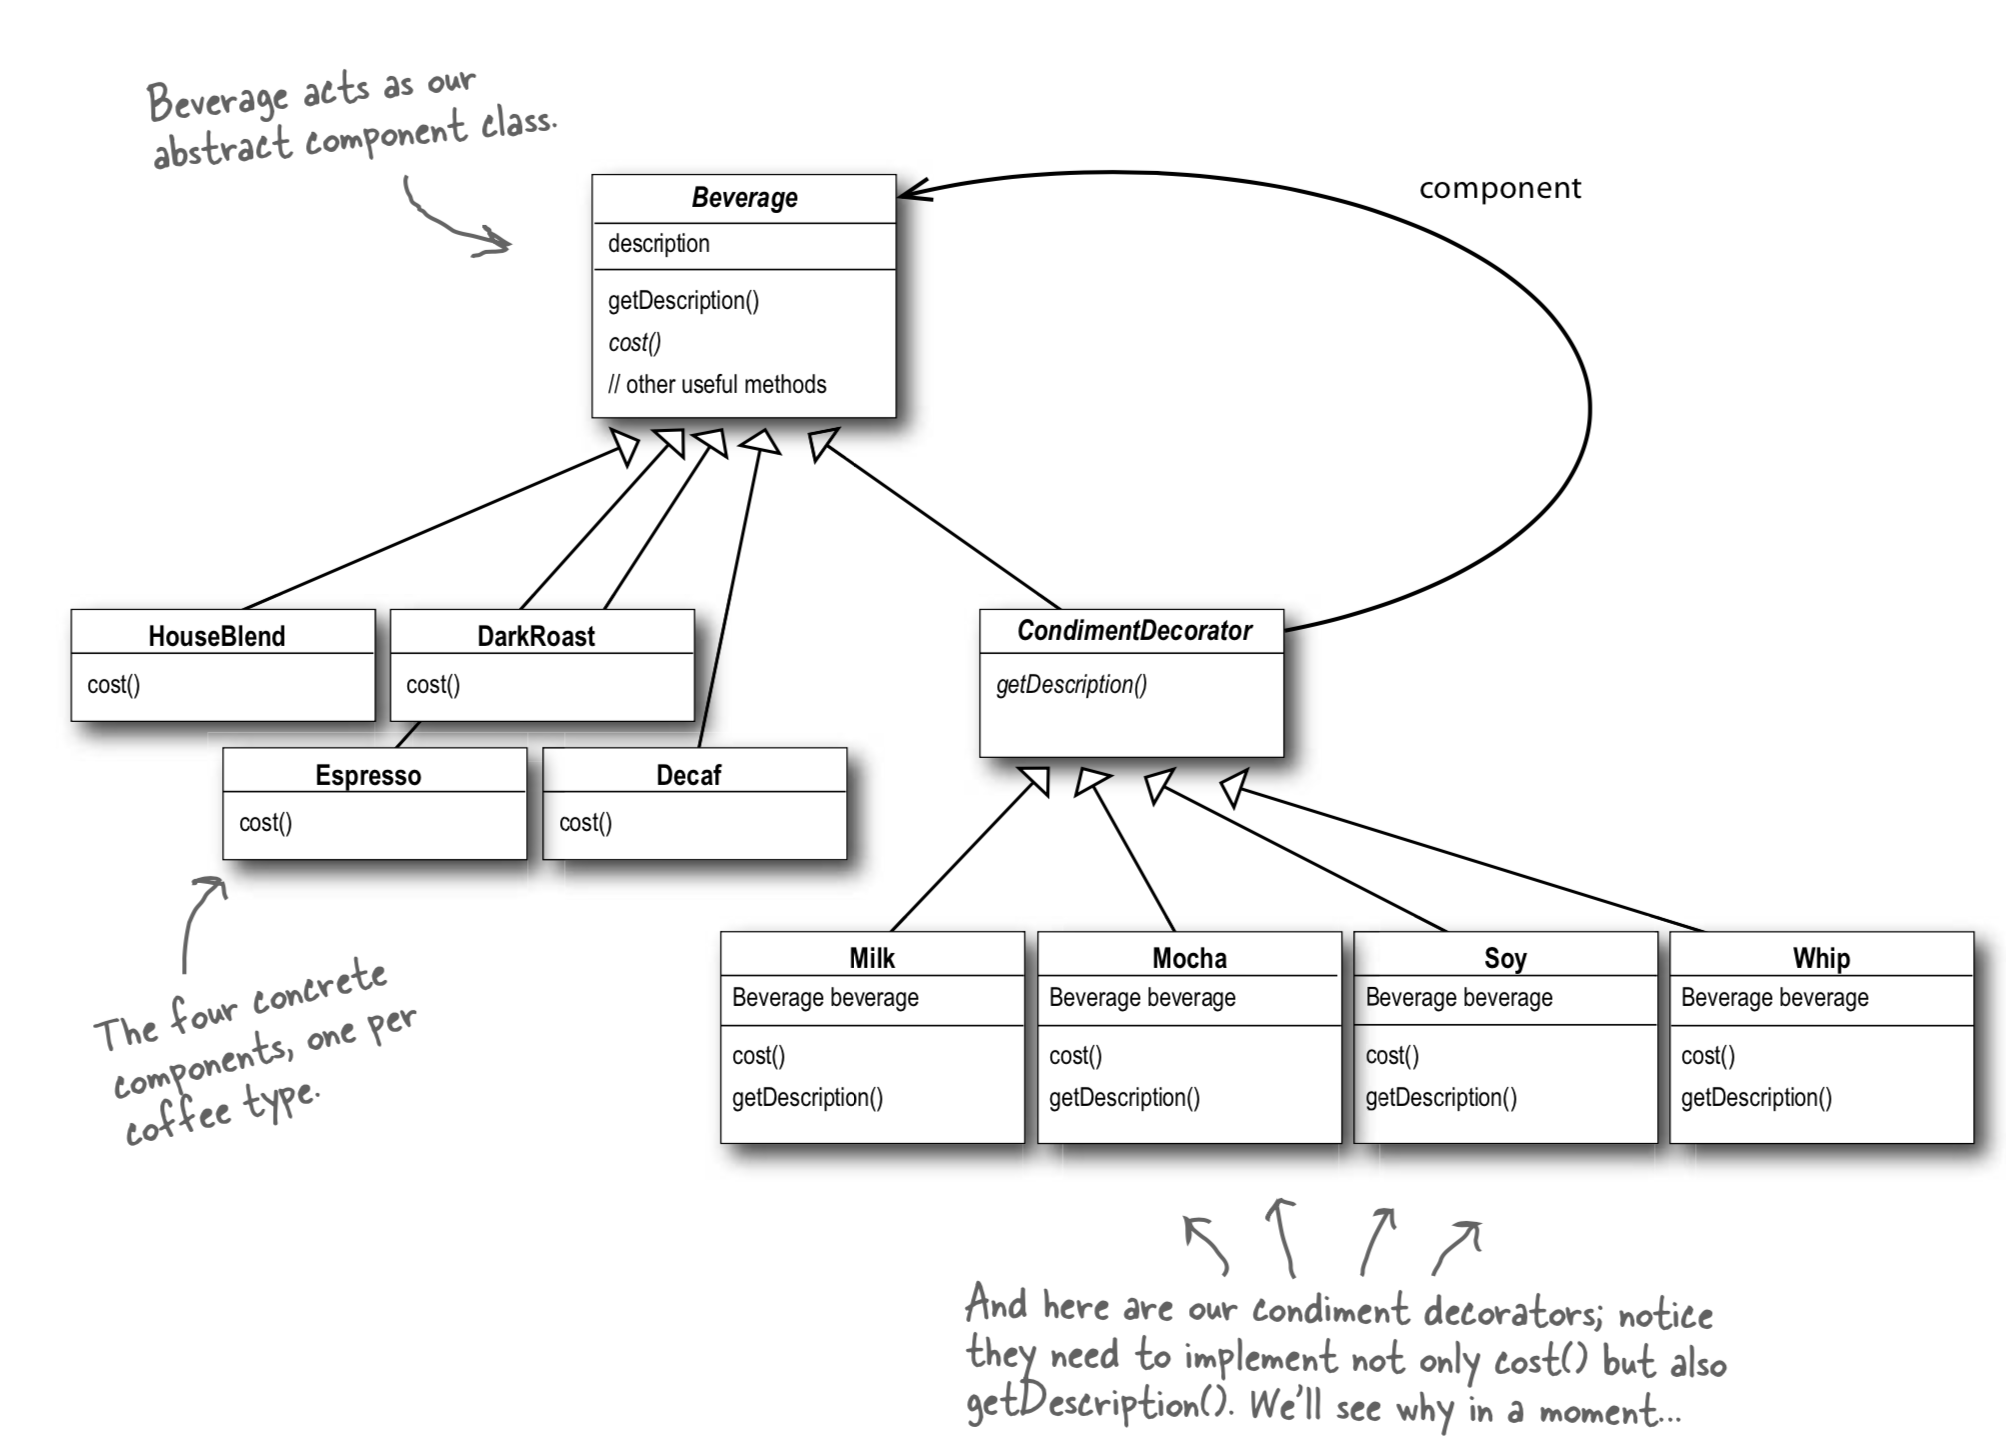 Beverage acts as our
abstract component class.
component
Beverage
description
getDescription()
cost()
// other useful methods
HouseBlend
cost()
DarkRoast
cost()
CondimentDecorator
getDescription()
Espresso
cost()
Decaf
cost()
The four concrete
components, one per
coffee type.
Milk
Beverage beverage
cost()
getDescription()
Mocha
Beverage beverage
cost()
getDescription()
Soy
Beverage beverage
cost()
getDescription()
Whip
Beverage beverage
cost()
getDescription()
And here are our condiment decorators; notice
they need to implement not only cost() but also
getDescription(). We'll see why in a moment...